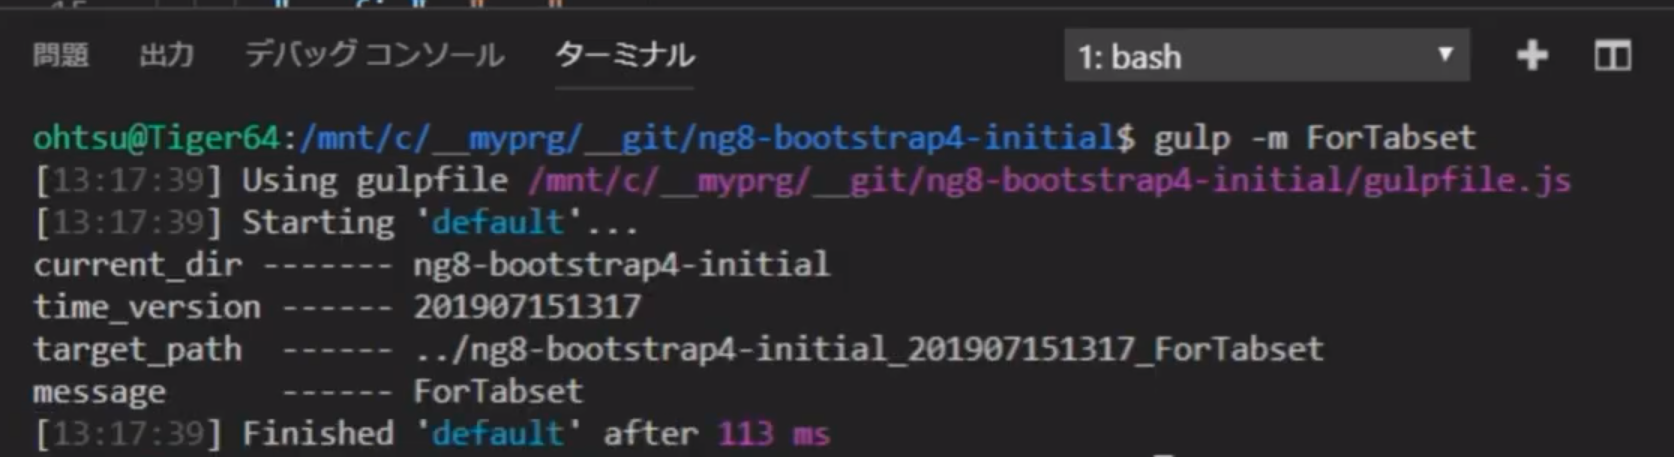 問題 出力 デバッグ コンソール ターミナル 1: bash
ohtsu@Tiger64:/mnt/c/__myprg/__git/ng8-bootstrap4-initial$ gulp -m ForTabset
[13:17:39] Using gulpfile /mnt/c/__myprg/__git/ng8-bootstrap4-initial/gulpfile.js
[13:17:39] Starting 'default'...
current_dir ------- ng8-bootstrap4-initial
time_version ------ 201907151317
target_path  ------ ../ng8-bootstrap4-initial_201907151317_ForTabset
message      ------ ForTabset
[13:17:39] Finished 'default' after 113 ms